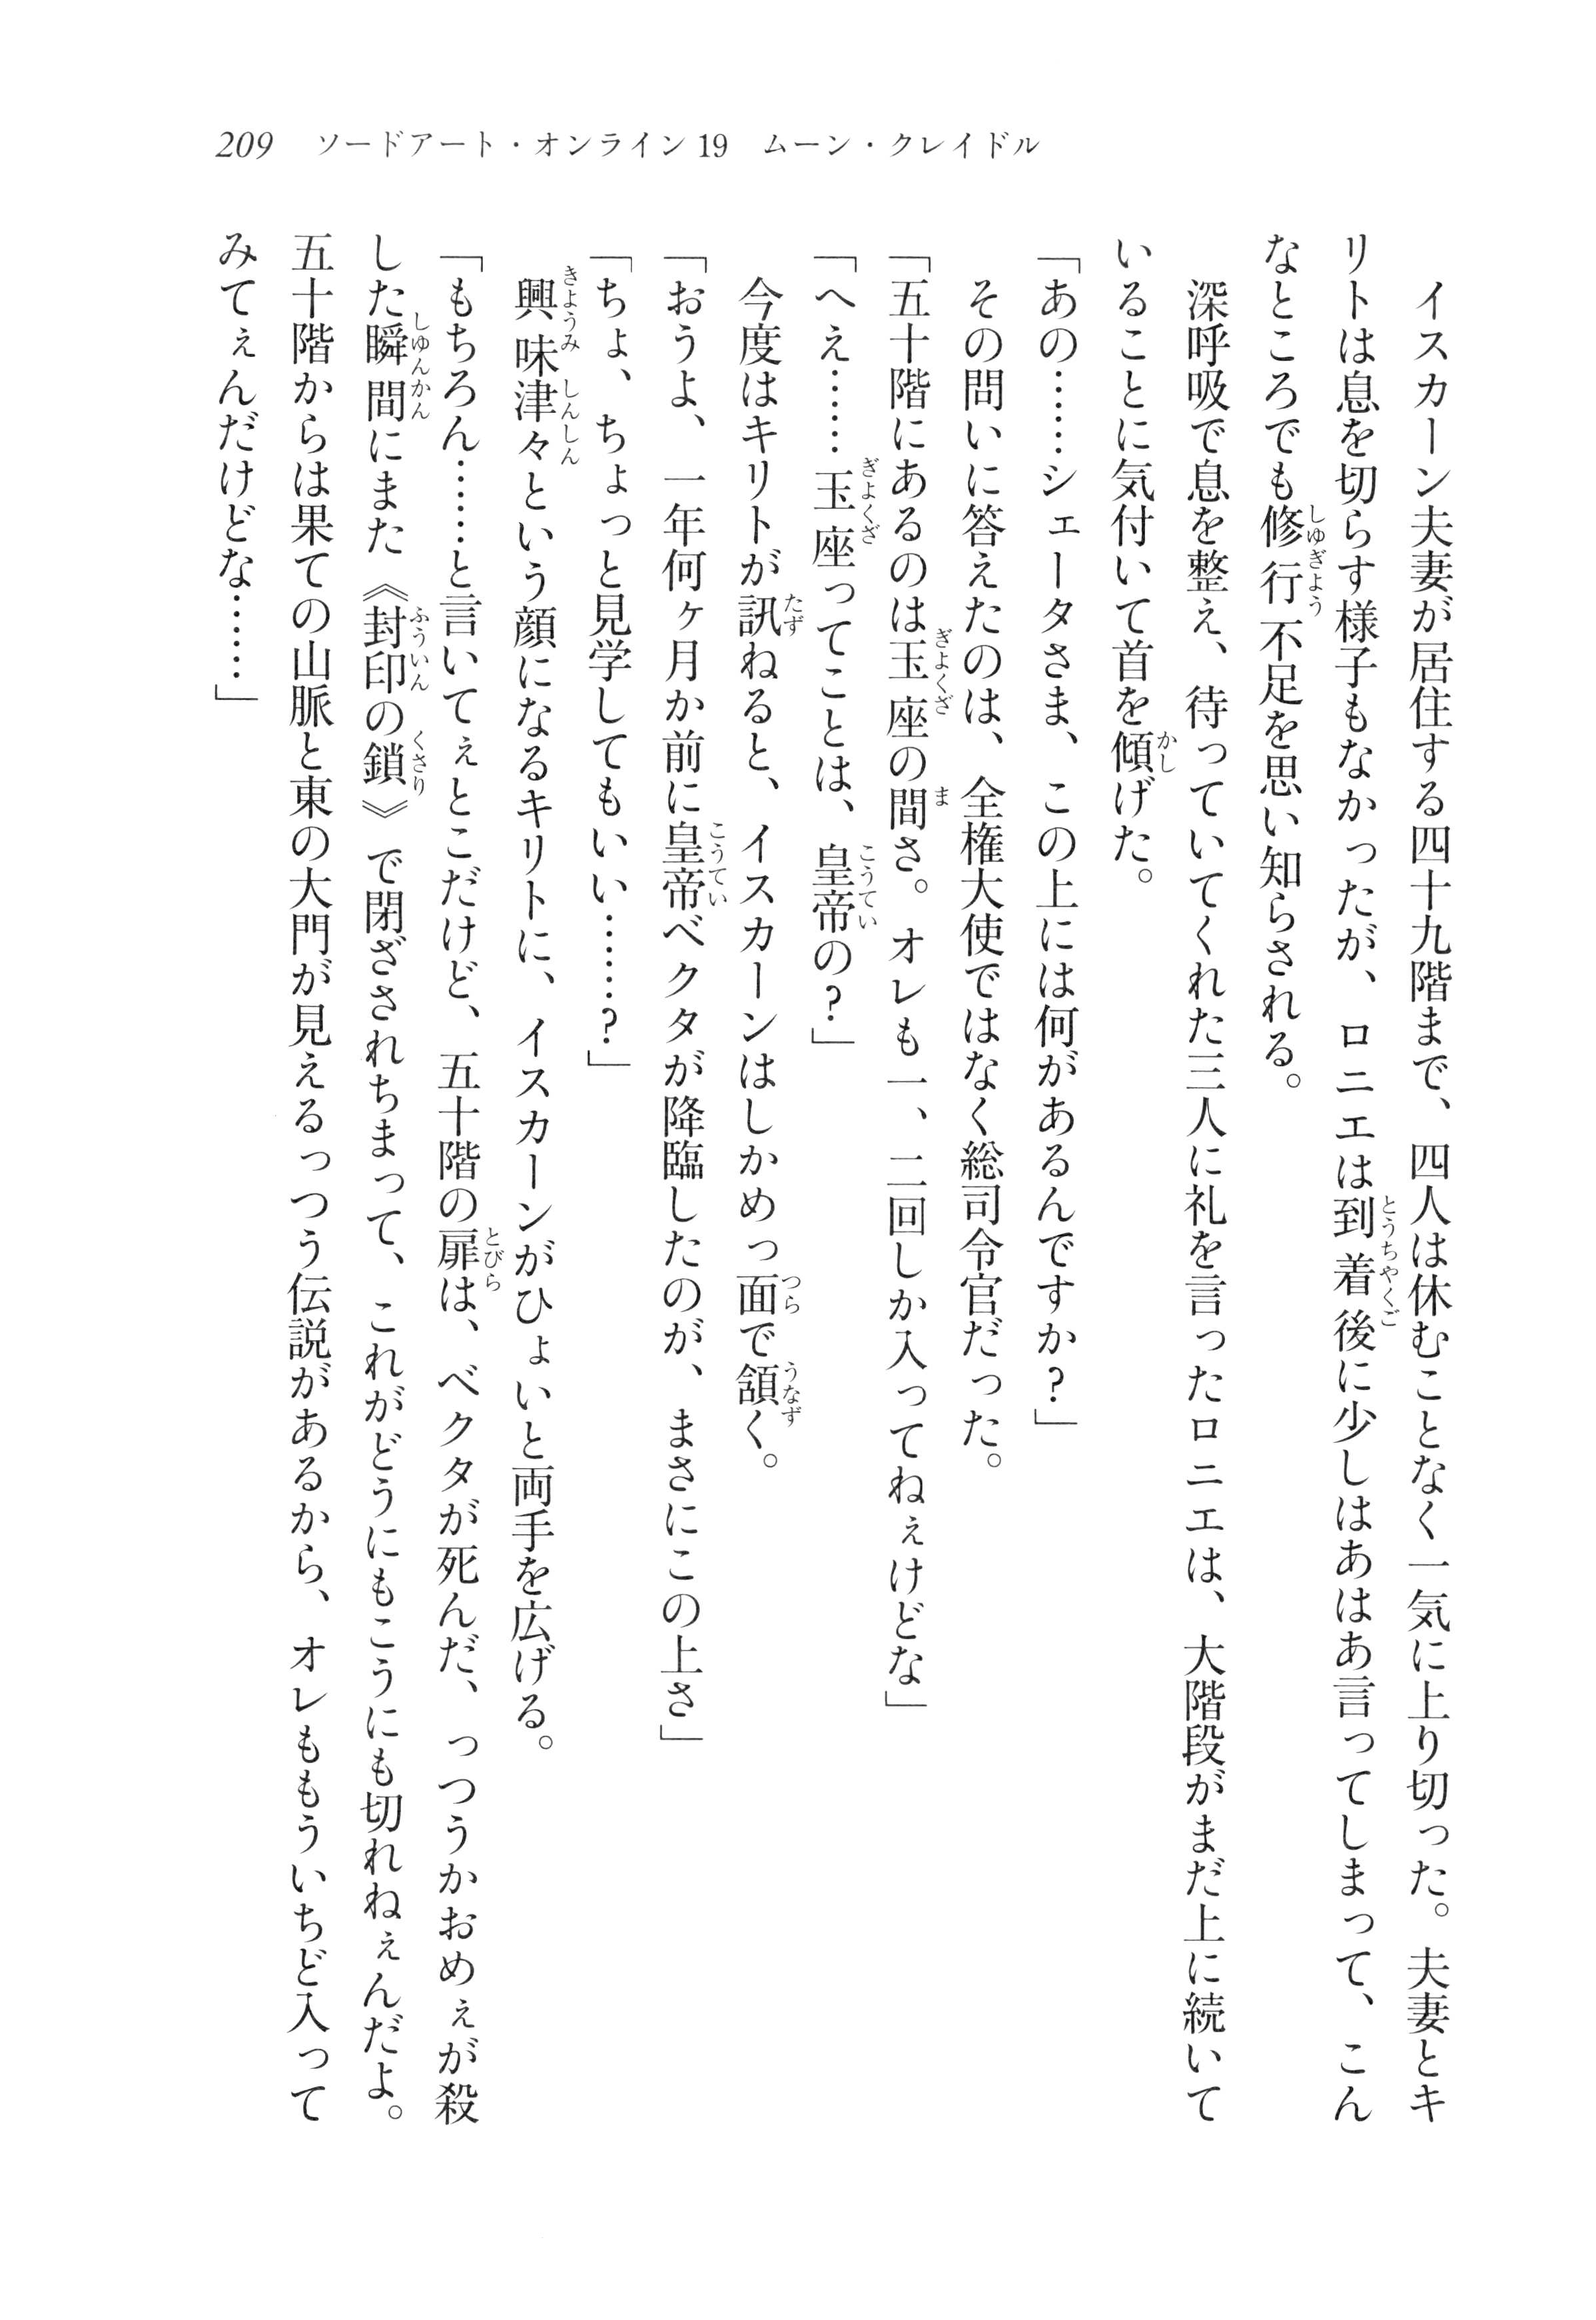 209　ソードアート・オンライン19　ムーン・クレイドル
　イスカーン夫妻が居住する四十九階まで、四人は休むことなく一気に上り切った。夫妻とキ
リトは息を切らす様子もなかったが、ロニエは到着後に少しはあはあ言ってしまって、こん
なところでも修行不足を思い知らされる。
　深呼吸で息を整え、待っていてくれた三人に礼を言ったロニエは、大階段がまだ上に続いて
いることに気付いて首を傾げた。
「あの……シェータさま、この上には何があるんですか？」
　その問いに答えたのは、全権大使ではなく総司令官だった。
「五十階にあるのは玉座の間さ。オレも一、二回しか入ってねぇけどな」
「へえ……玉座ってことは、皇帝の？」
　今度はキリトが訊ねると、イスカーンはしかめっ面で頷く。
「おうよ、一年何ヶ月か前に皇帝ベクタが降臨したのが、まさにこの上さ」
「ちょ、ちょっと見学してもいい……？」
　興味津々という顔になるキリトに、イスカーンがひょいと両手を広げる。
「もちろん……と言いてぇとこだけど、五十階の扉は、ベクタが死んだ、っつうかおめぇが殺
した瞬間にまた《封印の鎖》で閉ざされちまって、これがどうにもこうにも切れねぇんだよ。
五十階からは果ての山脈と東の大門が見えるっつう伝説があるから、オレももういちど入って
みてぇんだけどな……」